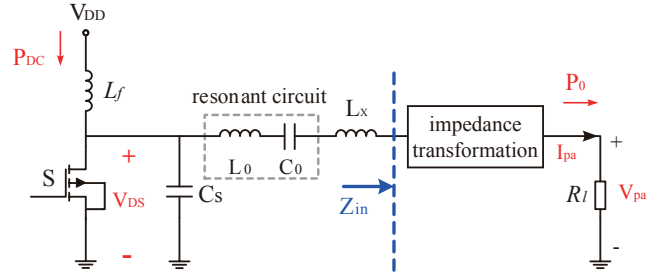 VDD
PDC
Lf
resonant circuit
Lx
P0
impedance
transformation
+
S
VDS
-
L0
C0
Cs
Zin
Ipa
+
Rl
Vpa
-